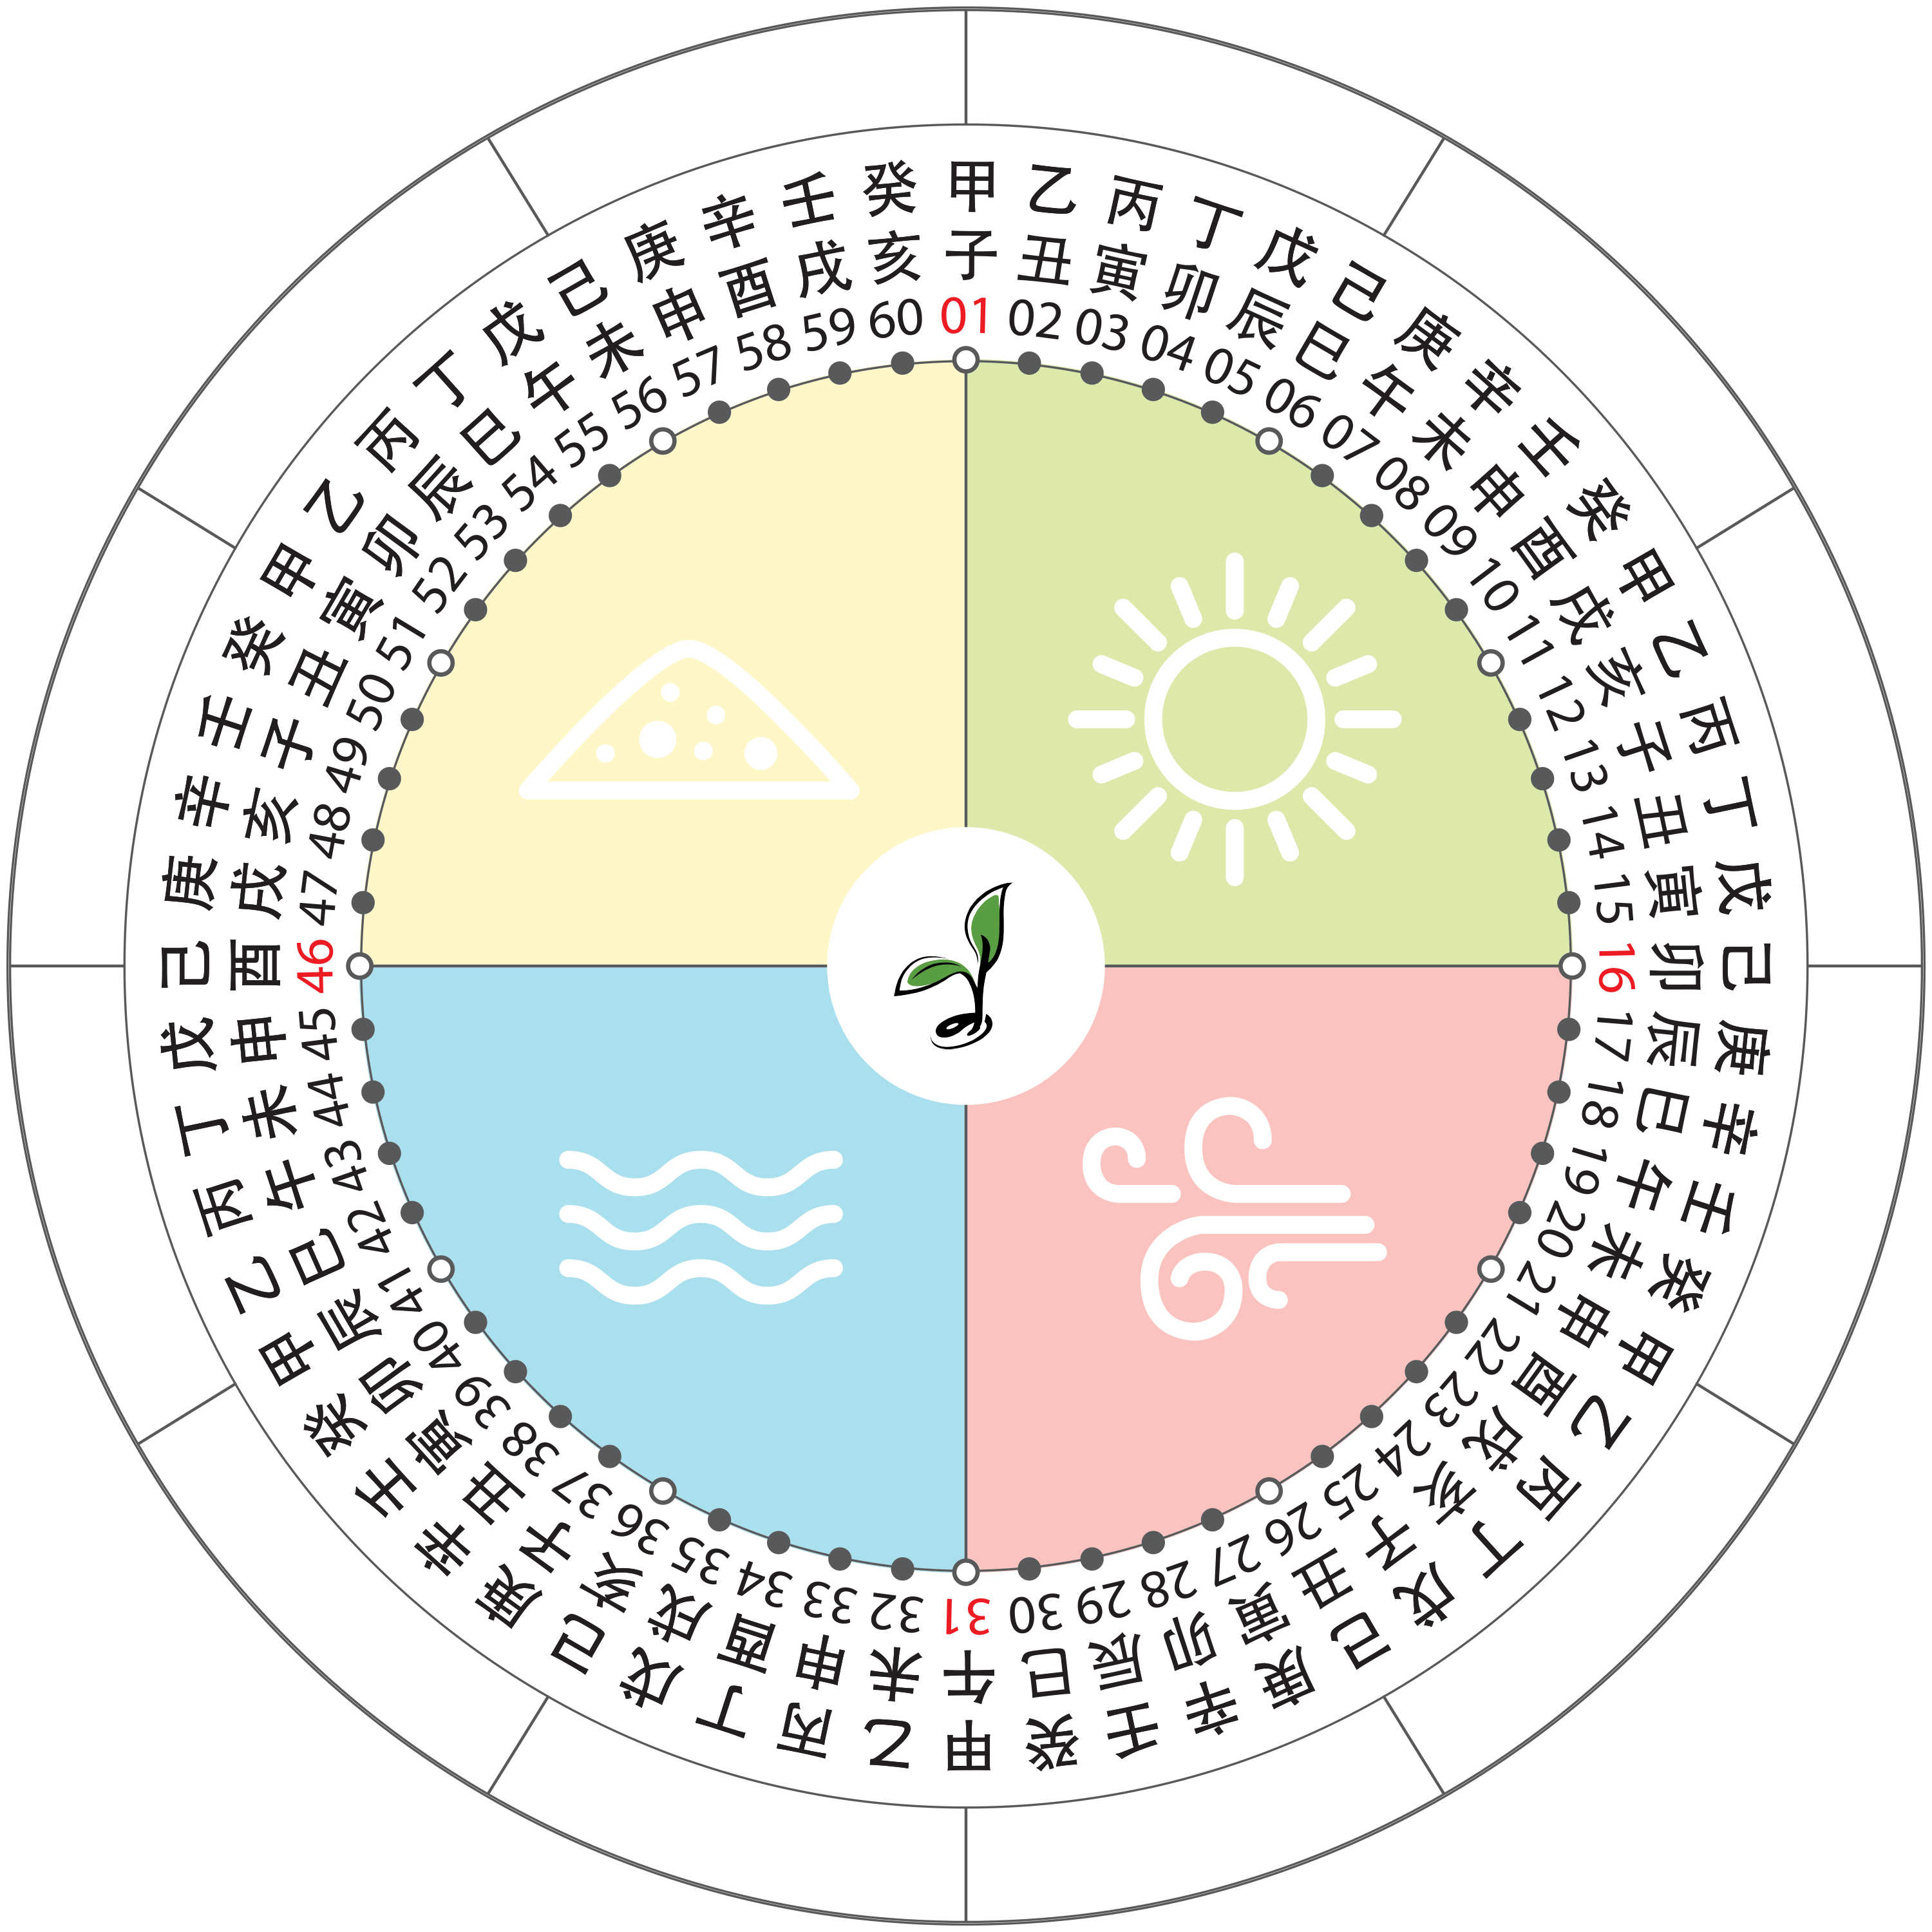 甲子 01
乙丑 02
丙寅 03
丁卯 04
戊辰 05
己巳 06
庚午 07
辛未 08
壬申 09
癸酉 10
甲戌 11
乙亥 12
丙子 13
丁丑 14
戊寅 15
己卯 16
庚辰 17
辛巳 18
壬午 19
癸未 20
甲申 21
乙酉 22
丙戌 23
丁亥 24
戊子 25
己丑 26
庚寅 27
辛卯 28
壬辰 29
癸巳 30
甲午 31
乙未 32
丙申 33
丁酉 34
戊戌 35
己亥 36
庚子 37
辛丑 38
壬寅 39
癸卯 40
甲辰 41
乙巳 42
丙午 43
丁未 44
戊申 45
己酉 46
庚戌 47
辛亥 48
壬子 49
癸丑 50
甲寅 51
乙卯 52
丙辰 53
丁巳 54
戊午 55
己未 56
庚申 57
辛酉 58
壬戌 59
癸亥 60